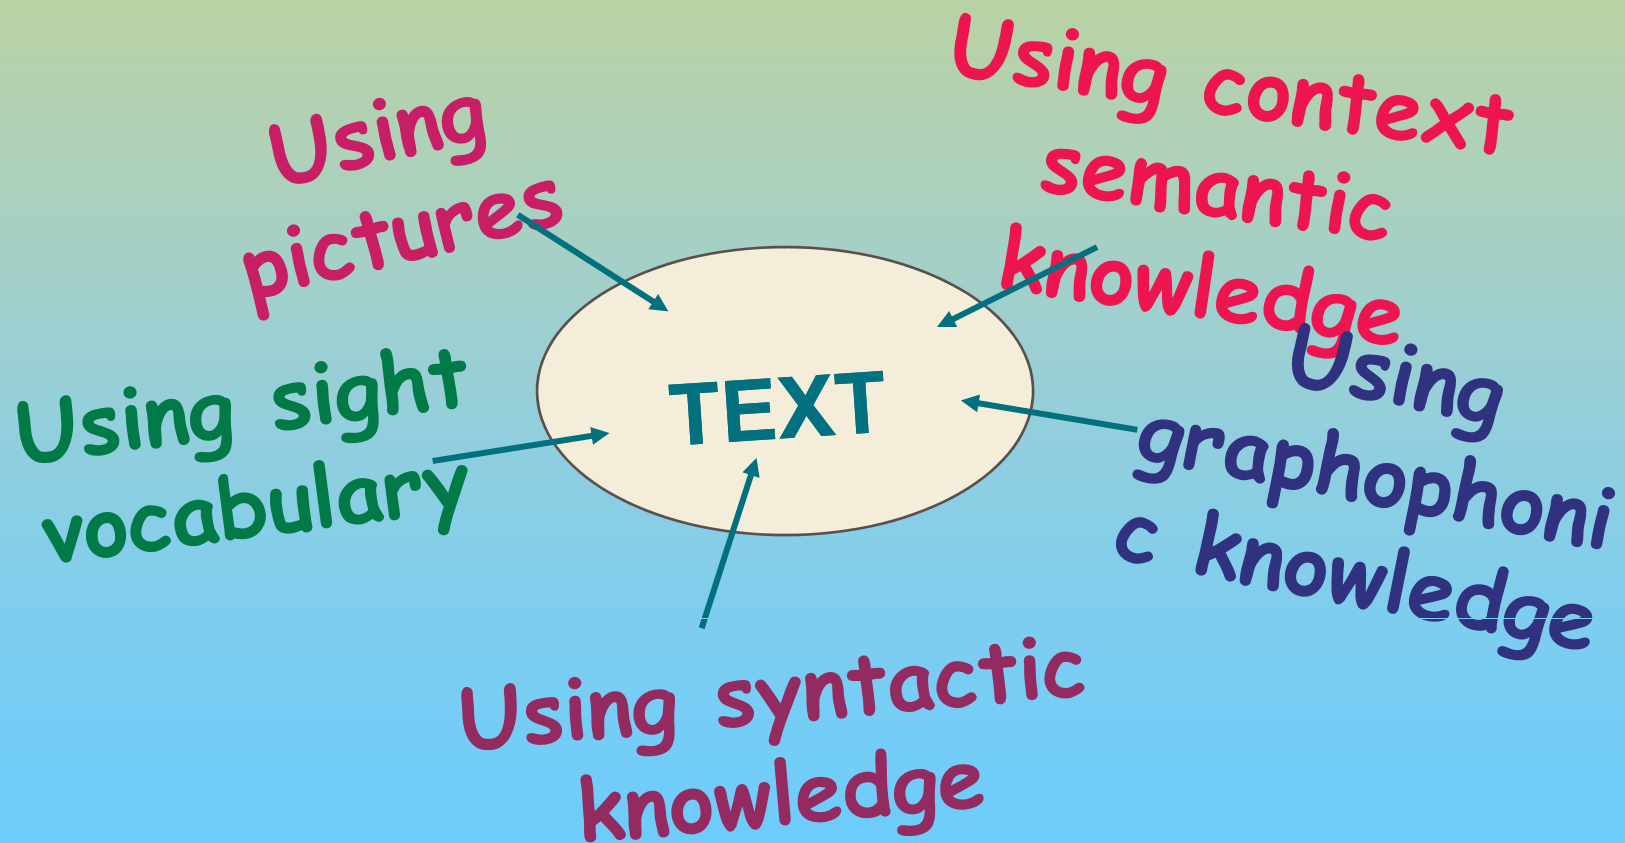 Using
pictures
Using context
semantic
knowledge
Using sight
vocabulary
TEXT
Using
graphophoni
c knowledge
Using syntactic
knowledge